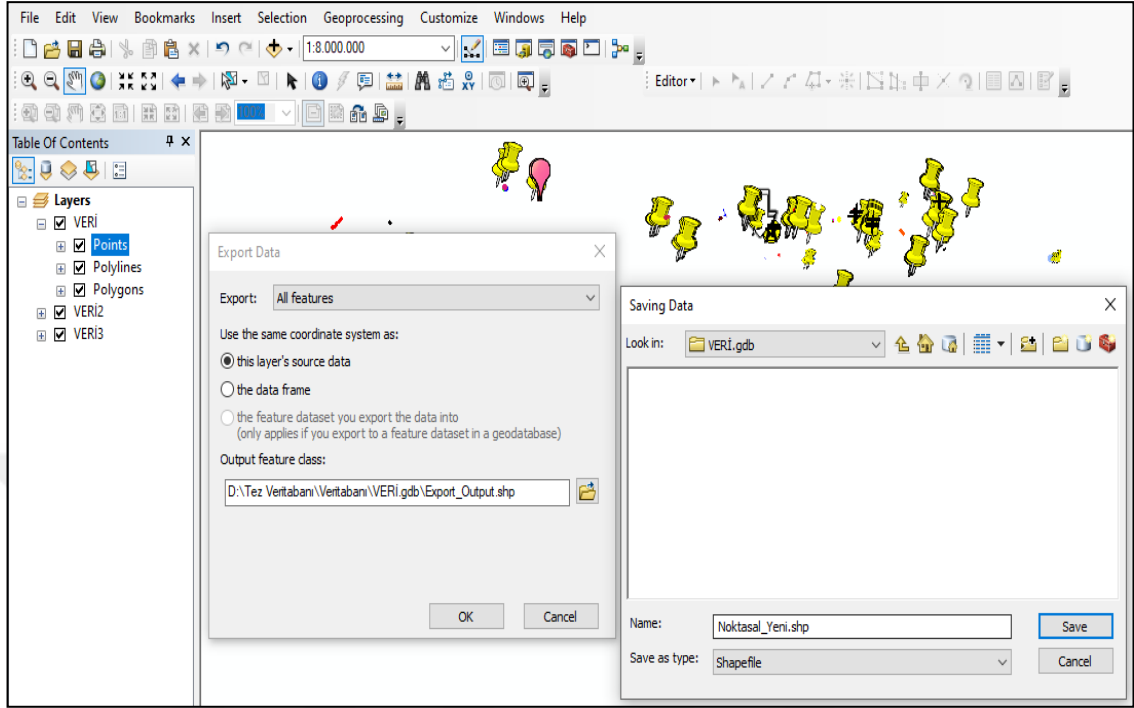 File Edit View Bookmarks Insert Selection Geoprocessing Customize Windows Help
1:8.000.000
Editor
100%
Table Of Contents
Layers
VERİ
Points
Polylines
Polygons
VERİ2
VERİ3
Export Data
Export: All features
Use the same coordinate system as:
this layer's source data
the data frame
the feature dataset you export the data into
(only applies if you export to a feature dataset in a geodatabase)
Output feature class:
D:\Tez Veritabanı\Veritabanı\VERİ.gdb\Export_Output.shp
OK Cancel
Saving Data
Look in: VERİ.gdb
Name: Noktasal_Yeni.shp Save
Save as type: Shapefile Cancel